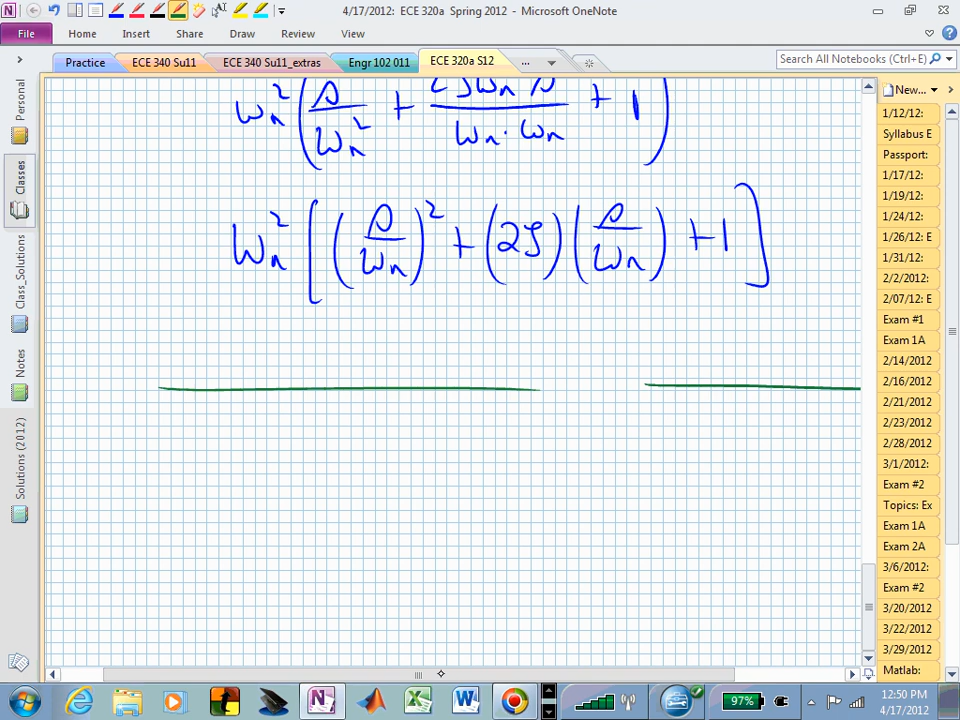 4/17/2012: ECE 320a Spring 2012 - Microsoft OneNote
File Home Insert Share Draw Review View
Practice ECE 340 Su11 ECE 340 Su11_extras Engr 102 011 ECE 320a S12 ...
Search All Notebooks (Ctrl+E)
Personal
Classes
Class_Solutions
Notes
Solutions (2012)
New...
1/12/12:
Syllabus E
Passport:
1/17/12:
1/19/12:
1/24/12:
1/26/12: E
1/31/12:
2/2/2012:
2/07/12: E
Exam #1
Exam 1A
2/14/2012
2/16/2012
2/21/2012
2/23/2012
2/28/2012
3/1/2012:
Exam #2
Topics: Ex
Exam 1A
Exam 2A
3/6/2012:
Exam #2
3/20/2012
3/22/2012
3/29/2012
Matlab:
ωn²(s/ωn² + 2ζωn s/ωn·ωn + 1)
ωn²[(s/ωn)² + (2ζ)(s/ωn) + 1]
97%
12:50 PM
4/17/2012